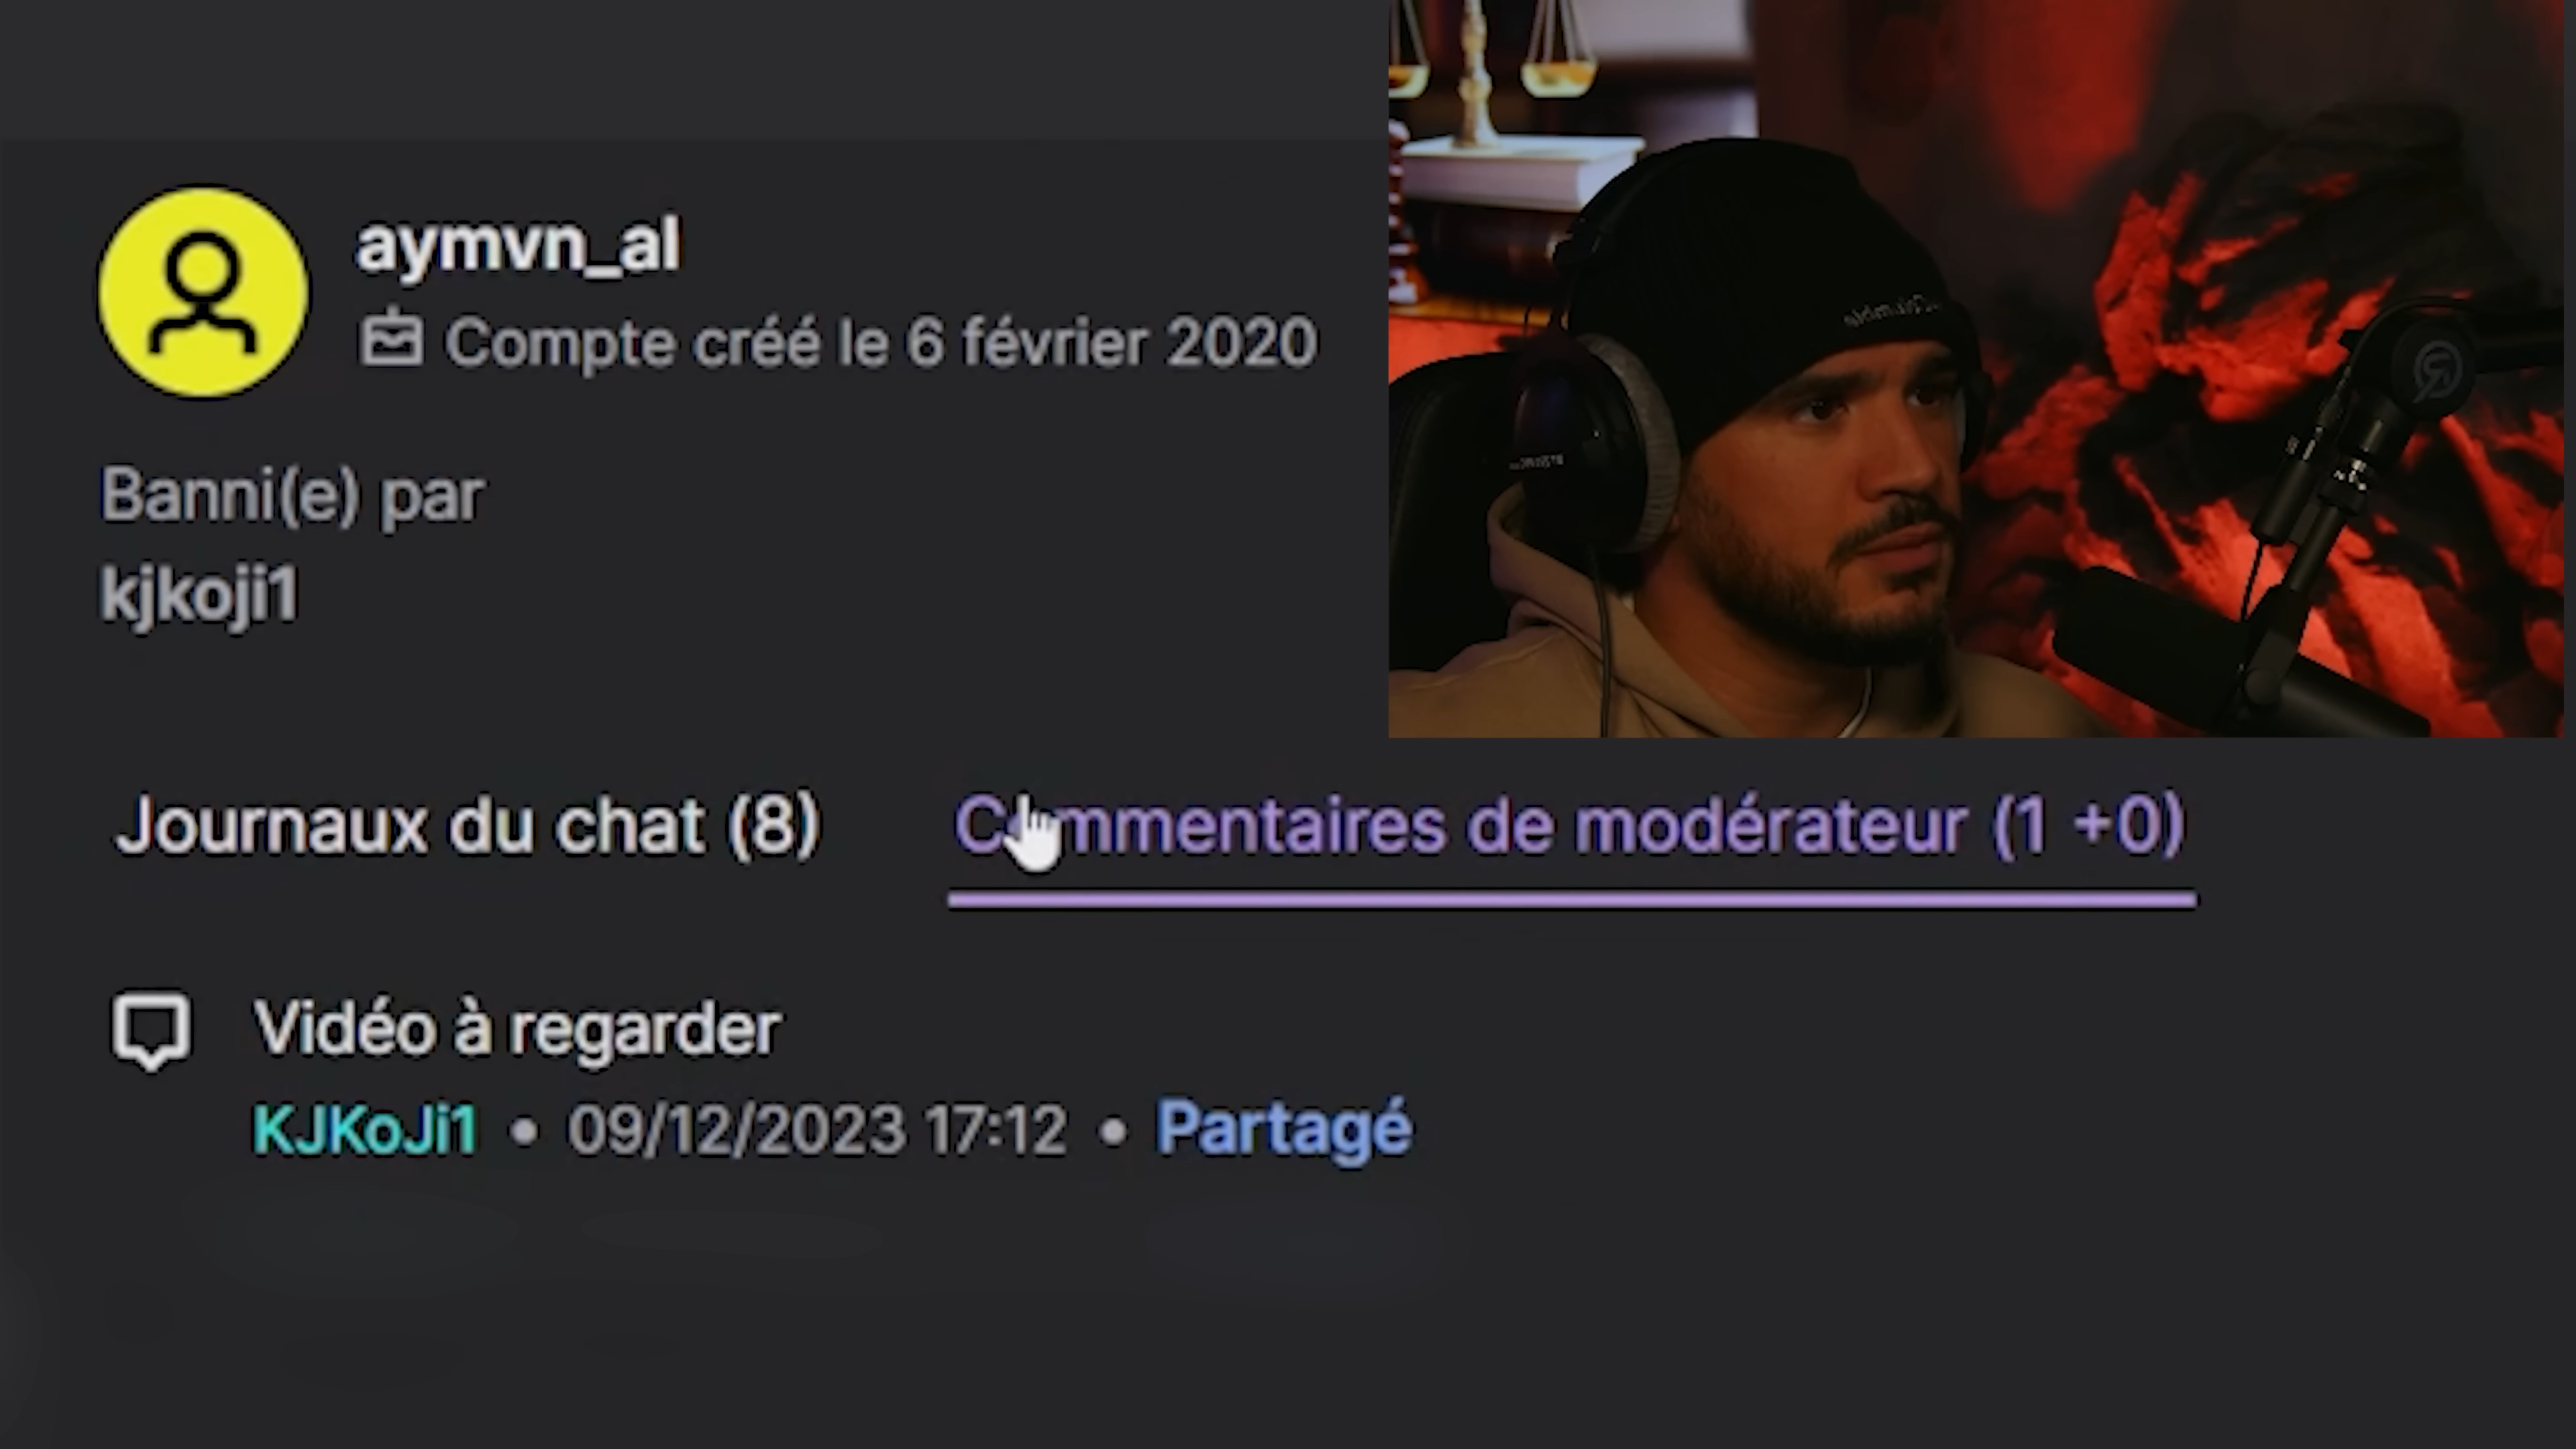 aymvn_al
Compte créé le 6 février 2020
Banni(e) par
kjkoji1
Journaux du chat (8)
Commentaires de modérateur (1 +0)
Vidéo à regarder
KJKoJi1 • 09/12/2023 17:12 • Partagé